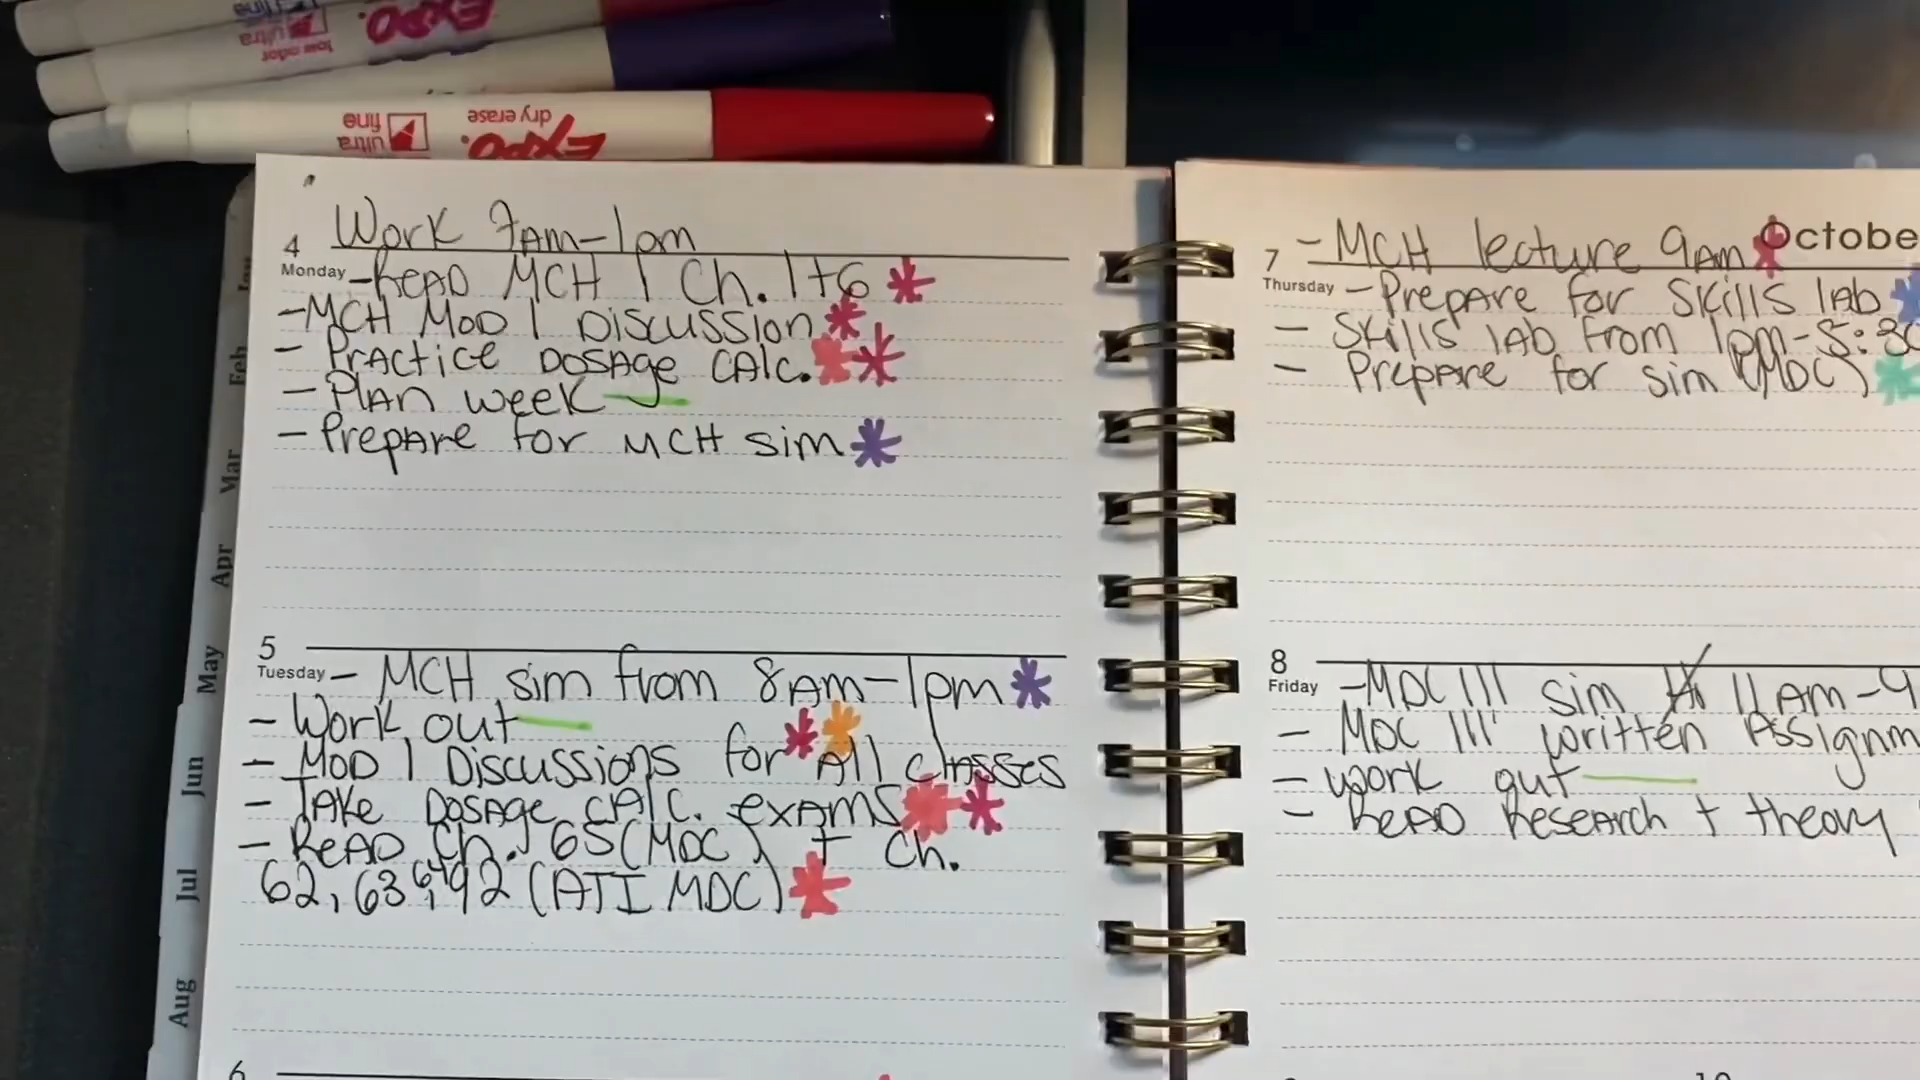 EXPO
low odor
ultra fine
EXPO dry erase
ultra fine
Work 7AM-1pm
4
Monday
-READ MCH 1 Ch. 1+6
-MCH MOD 1 DISCUSSION
- PRACTICE DOSAGE CALC.
- PLAN WEEK
- Prepare for MCH sim
5
Tuesday
- MCH sim from 8AM-1pm
- Work out
- MOD 1 Discussions for All classes
- TAKE DOSAGE CALC. exams
- READ Ch. 65(MDC) + Ch.
62, 63, 64, 92 (ATI MDC)
6
Octobe
7
Thursday
- MCH lecture 9AM
- Prepare for Skills lab
- Skills lab from 1pm-5:30
- Prepare for sim (MDC)
8
Friday
-MDC III sim 11AM-
- MDC III written Assignm
- work out
- READ Research + theory
Feb
Mar
Apr
May
Jun
Jul
Aug